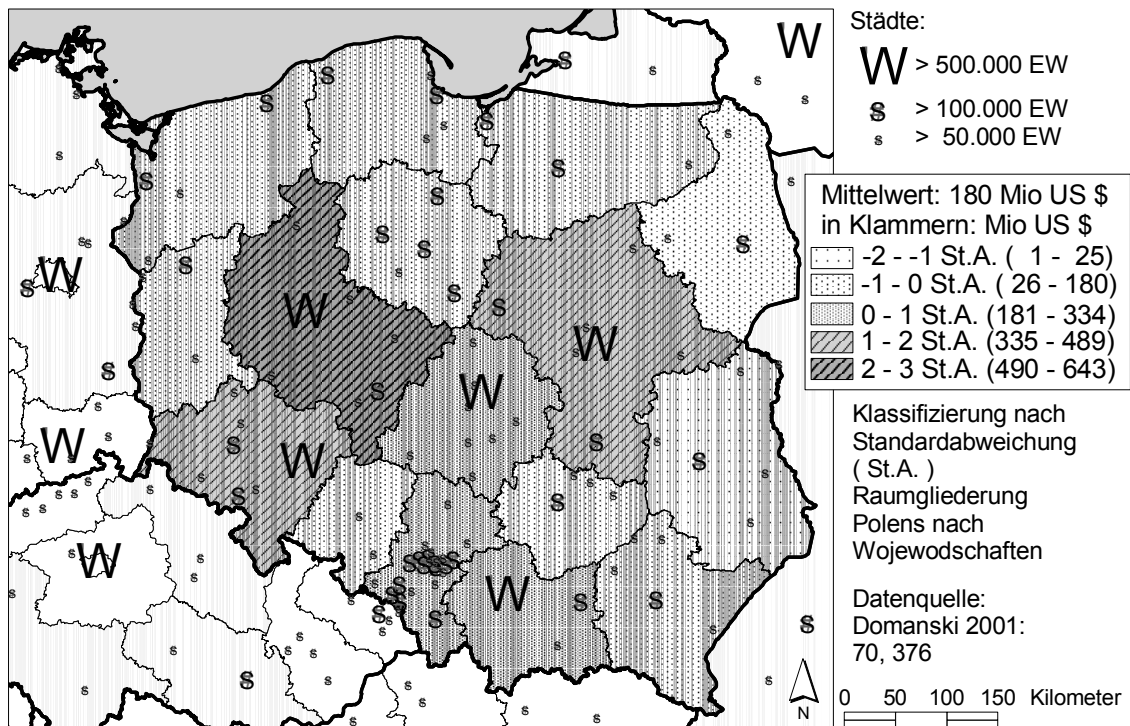 Städte:
W > 500.000 EW
s > 100.000 EW
s > 50.000 EW
Mittelwert: 180 Mio US $
in Klammern: Mio US $
-2 - -1 St.A. ( 1 - 25)
-1 - 0 St.A. ( 26 - 180)
0 - 1 St.A. (181 - 334)
1 - 2 St.A. (335 - 489)
2 - 3 St.A. (490 - 643)
Klassifizierung nach
Standardabweichung
( St.A. )
Raumgliederung
Polens nach
Wojewodschaften
Datenquelle:
Domanski 2001:
70, 376
N
0 50 100 150 Kilometer